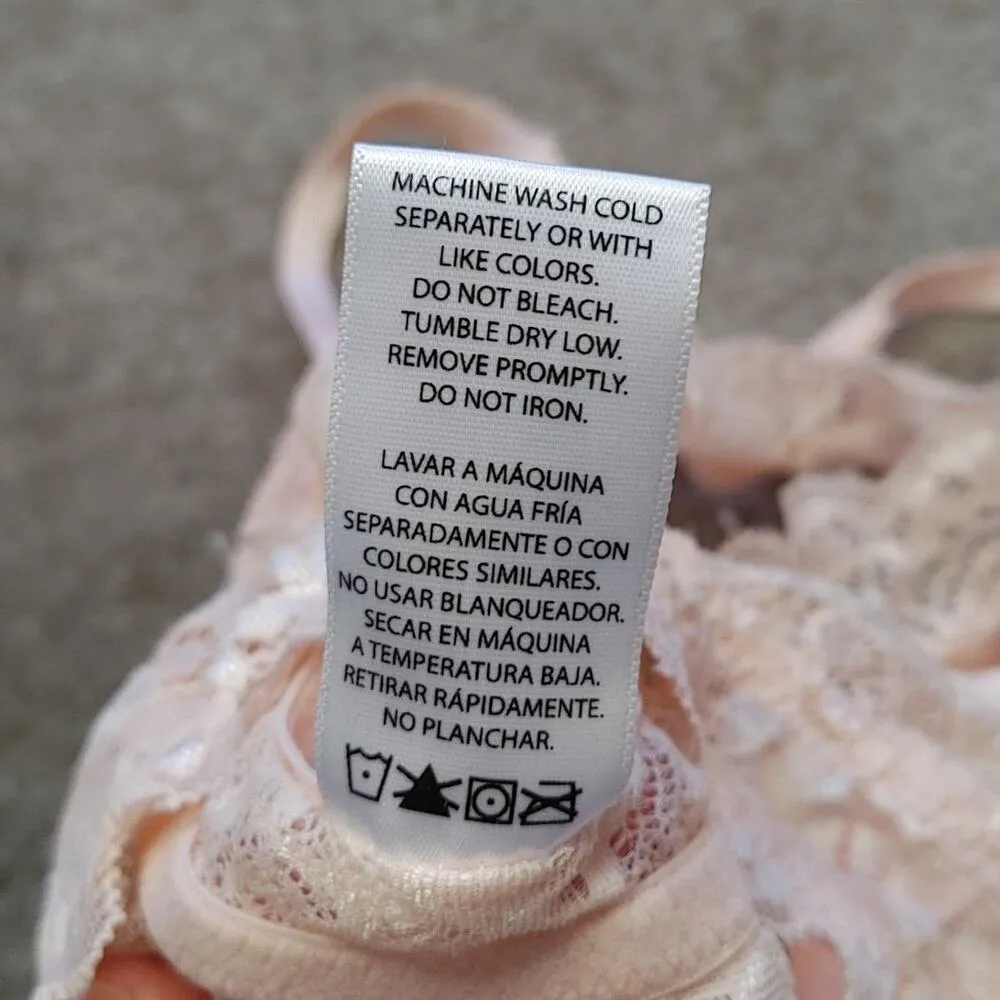 MACHINE WASH COLD
SEPARATELY OR WITH
LIKE COLORS.
DO NOT BLEACH.
TUMBLE DRY LOW.
REMOVE PROMPTLY.
DO NOT IRON.
LAVAR A MÁQUINA
CON AGUA FRÍA
SEPARADAMENTE O CON
COLORES SIMILARES.
NO USAR BLANQUEADOR.
SECAR EN MÁQUINA
A TEMPERATURA BAJA.
RETIRAR RÁPIDAMENTE.
NO PLANCHAR.